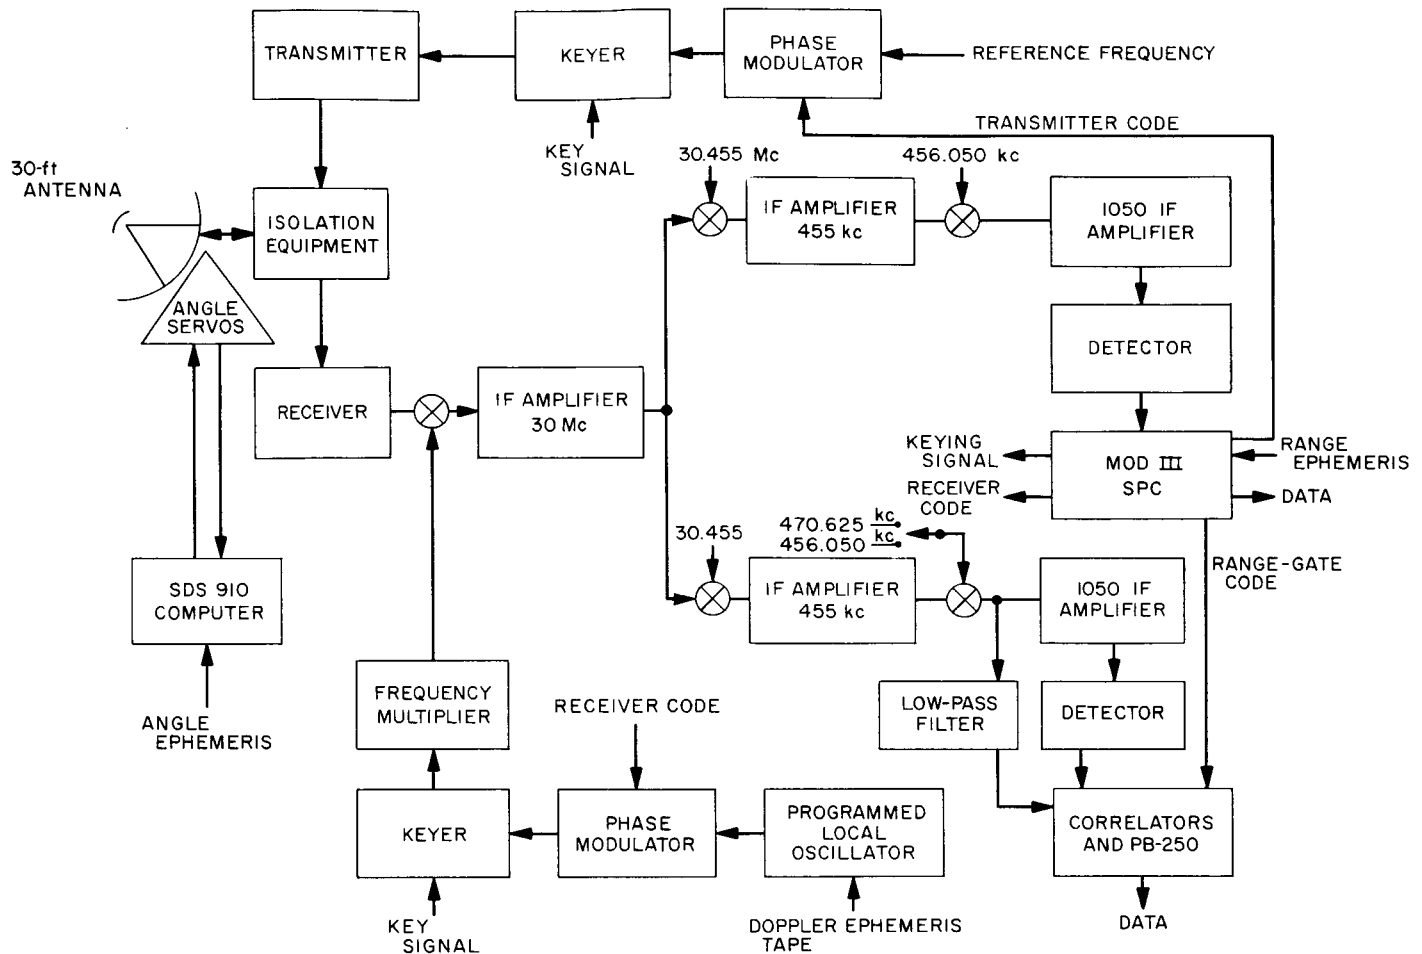 TRANSMITTER
KEYER
PHASE
MODULATOR
REFERENCE FREQUENCY
KEY
SIGNAL
TRANSMITTER CODE
30-ft
ANTENNA
ISOLATION
EQUIPMENT
30.455 Mc
456.050 kc
IF AMPLIFIER
455 kc
1050 IF
AMPLIFIER
ANGLE
SERVOS
DETECTOR
RECEIVER
IF AMPLIFIER
30 Mc
KEYING
SIGNAL
RECEIVER
CODE
MOD III
SPC
RANGE
EPHEMERIS
DATA
30.455
470.625 kc
456.050 kc
IF AMPLIFIER
455 kc
1050 IF
AMPLIFIER
RANGE-GATE
CODE
SDS 910
COMPUTER
ANGLE
EPHEMERIS
FREQUENCY
MULTIPLIER
RECEIVER CODE
LOW-PASS
FILTER
DETECTOR
KEYER
PHASE
MODULATOR
PROGRAMMED
LOCAL
OSCILLATOR
CORRELATORS
AND PB-250
KEY
SIGNAL
DOPPLER EPHEMERIS
TAPE
DATA